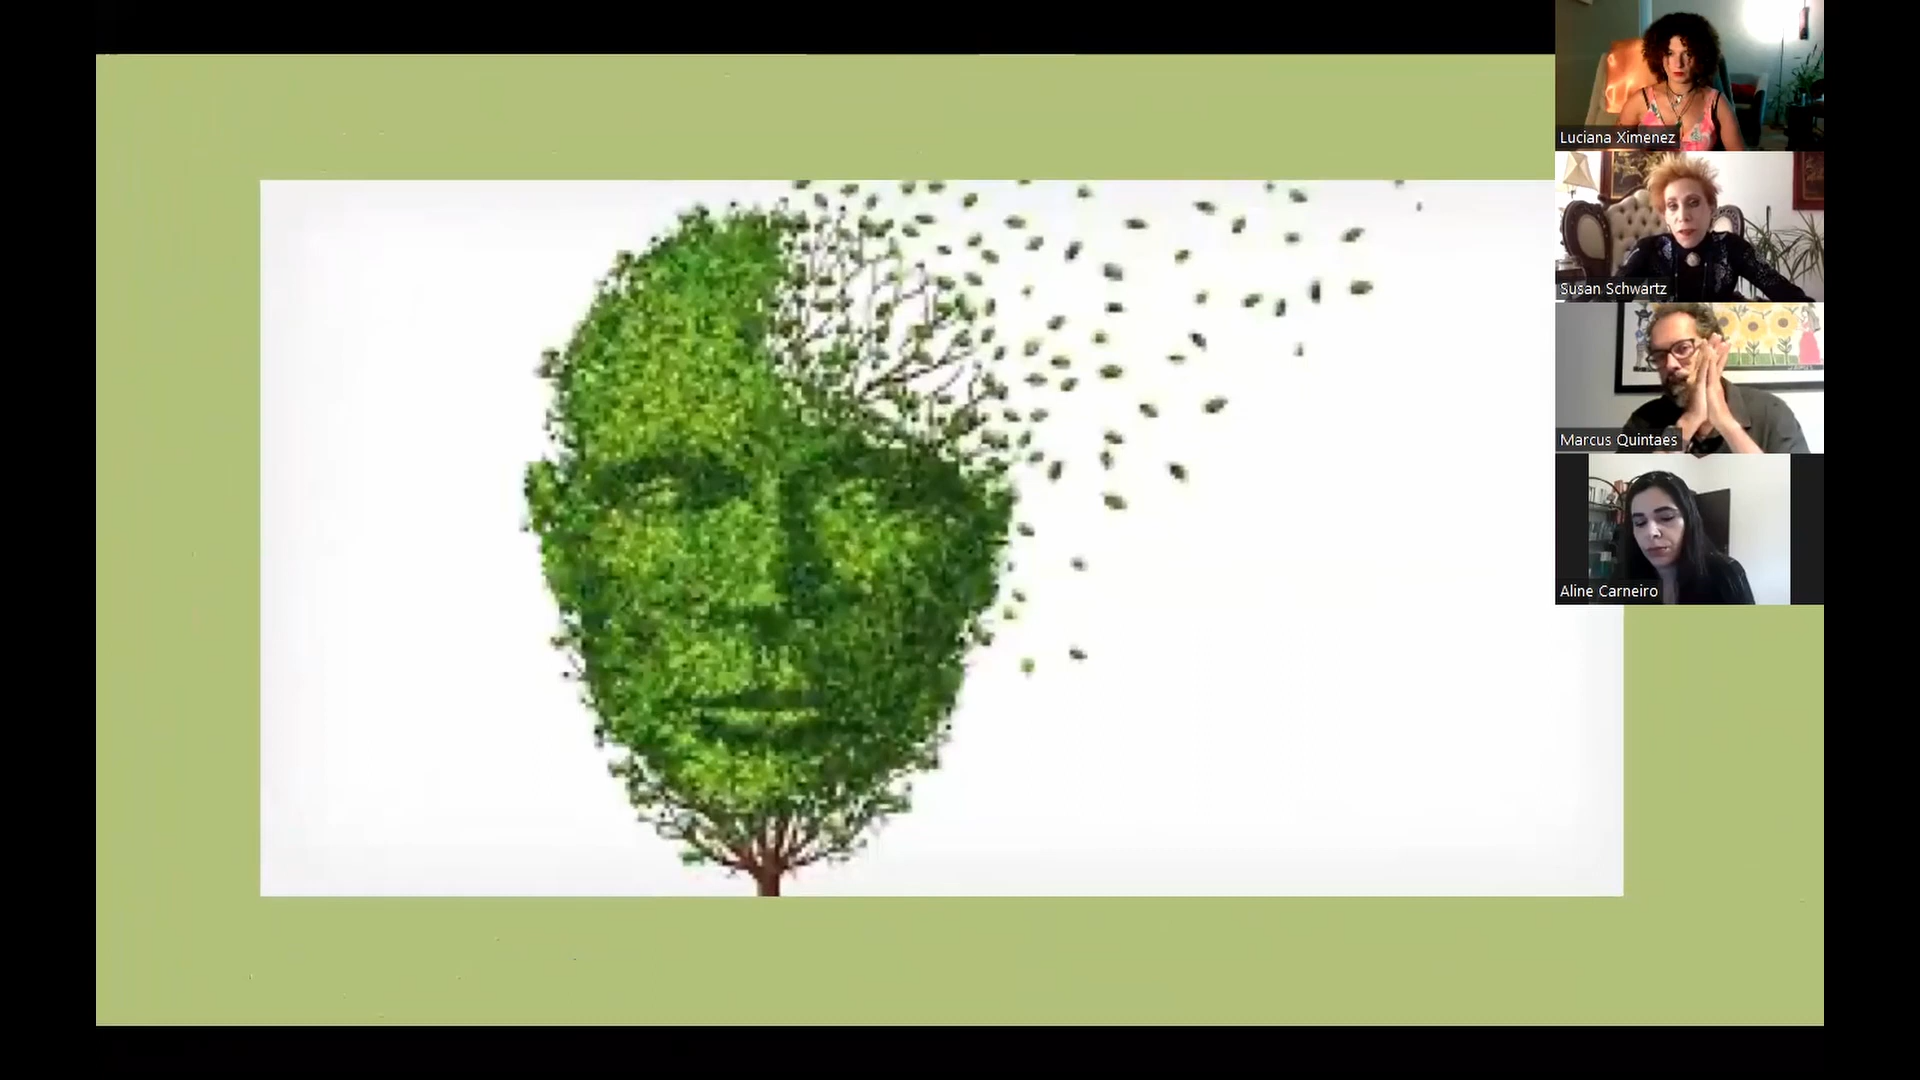 Luciana Ximenez
Susan Schwartz
Marcus Quintaes
Aline Carneiro